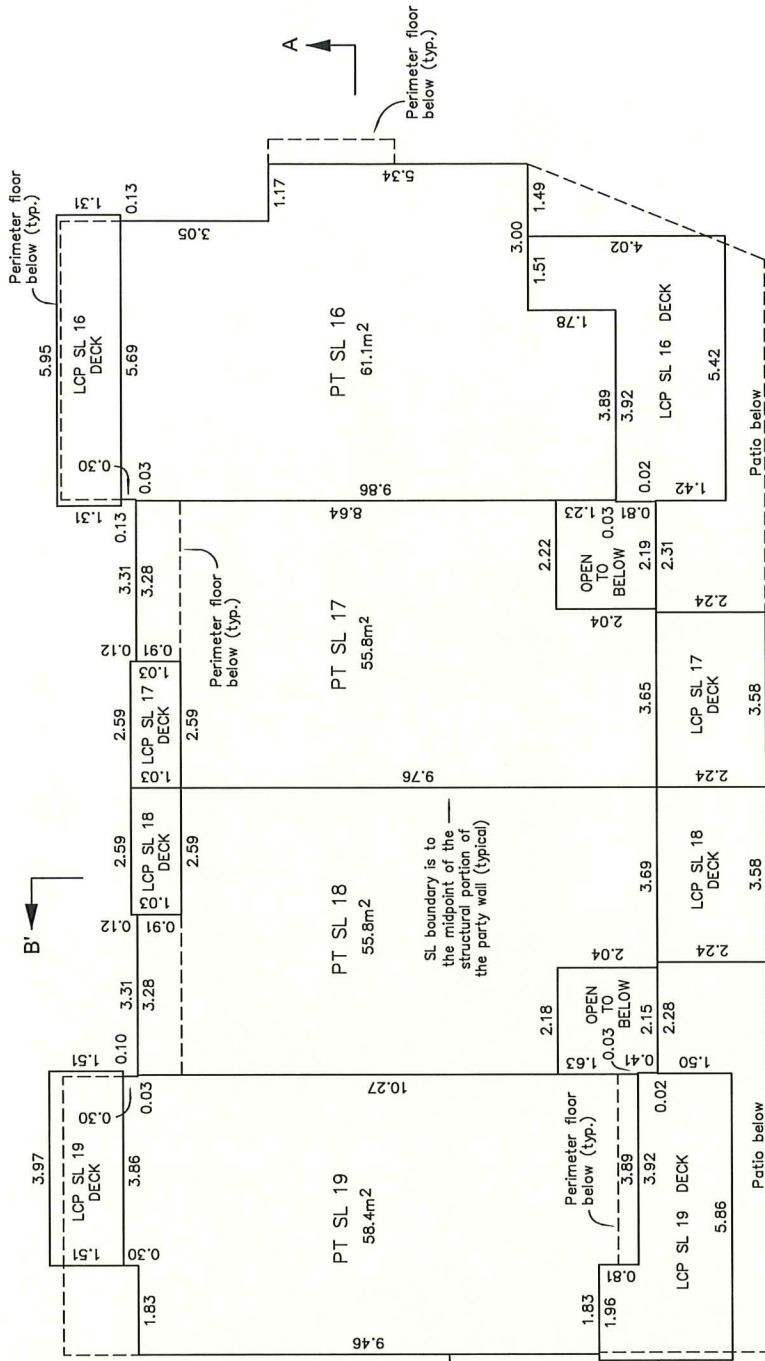 B'
A
Perimeter floor
below (typ.)
Perimeter floor
below (typ.)
3.97
1.51
LCP SL 19
DECK
1.51
3.86
0.30
0.30
0.10
0.03
1.83
3.31
3.28
0.12
0.91
2.59
1.03
LCP SL 18
DECK
2.59
2.59
LCP SL 17
DECK
1.03
1.03
2.59
0.12
0.91
3.31
3.28
0.13
Perimeter floor
below (typ.)
5.95
1.31
0.30
LCP SL 16
DECK
1.31
5.69
0.03
0.13
3.05
1.17
5.34
PT SL 19
58.4m²
9.46
10.27
PT SL 18
55.8m²
SL boundary is to
the midpoint of the
structural portion of
the party wall (typical)
9.76
PT SL 17
55.8m²
8.64
9.86
PT SL 16
61.1m²
3.00
1.49
1.51
1.78
4.02
3.89
3.92
Perimeter floor
below (typ.)
1.83
1.96
0.81
3.89
3.92
2.18
1.63
0.03
OPEN
TO
BELOW
0.41
2.15
2.28
2.04
3.69
3.65
2.04
2.22
OPEN
TO
BELOW
1.23
0.03
0.81
2.19
2.31
0.02
0.02
LCP SL 19 DECK
5.86
1.50
2.24
LCP SL 18
DECK
3.58
2.24
LCP SL 17
DECK
3.58
2.24
1.42
LCP SL 16 DECK
5.42
Patio below
Patio below